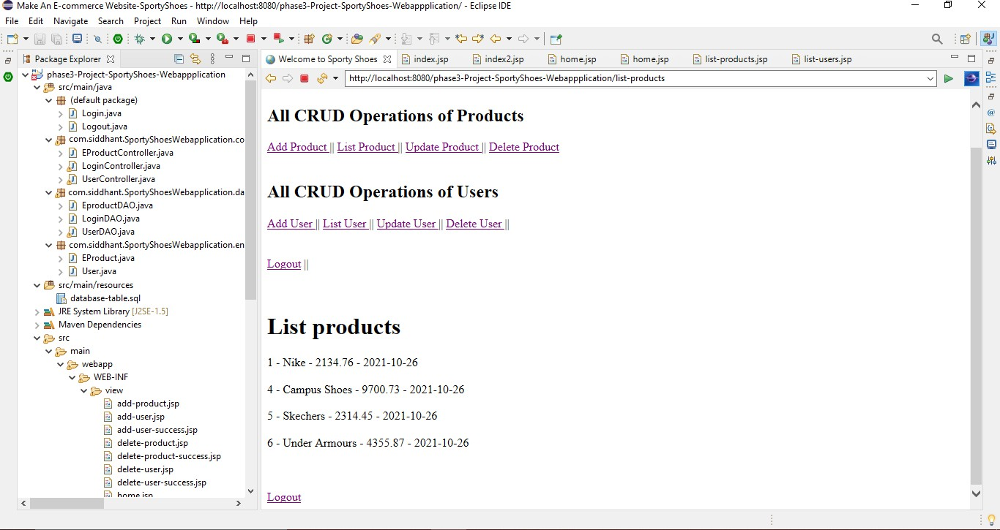 Make An E-commerce Website-SportyShoes - http://localhost:8080/phase3-Project-SportyShoes-Webappplication/ - Eclipse IDE
File Edit Navigate Search Project Run Window Help
Package Explorer
phase3-Project-SportyShoes-Webappplication
src/main/java
(default package)
Login.java
Logout.java
com.siddhant.SportyShoesWebapplication.co
EProductController.java
LoginController.java
UserController.java
com.siddhant.SportyShoesWebapplication.da
EproductDAO.java
LoginDAO.java
UserDAO.java
com.siddhant.SportyShoesWebapplication.en
EProduct.java
User.java
src/main/resources
database-table.sql
JRE System Library [J2SE-1.5]
Maven Dependencies
src
main
webapp
WEB-INF
view
add-product.jsp
add-user.jsp
add-user-success.jsp
delete-product.jsp
delete-product-success.jsp
delete-user.jsp
delete-user-success.jsp
home.jsp
Welcome to Sporty Shoes index.jsp index2.jsp home.jsp home.jsp list-products.jsp list-users.jsp
http://localhost:8080/phase3-Project-SportyShoes-Webappplication/list-products
All CRUD Operations of Products
Add Product || List Product || Update Product || Delete Product
All CRUD Operations of Users
Add User || List User || Update User || Delete User ||
Logout ||
List products
1 - Nike - 2134.76 - 2021-10-26
4 - Campus Shoes - 9700.73 - 2021-10-26
5 - Skechers - 2314.45 - 2021-10-26
6 - Under Armours - 4355.87 - 2021-10-26
Logout